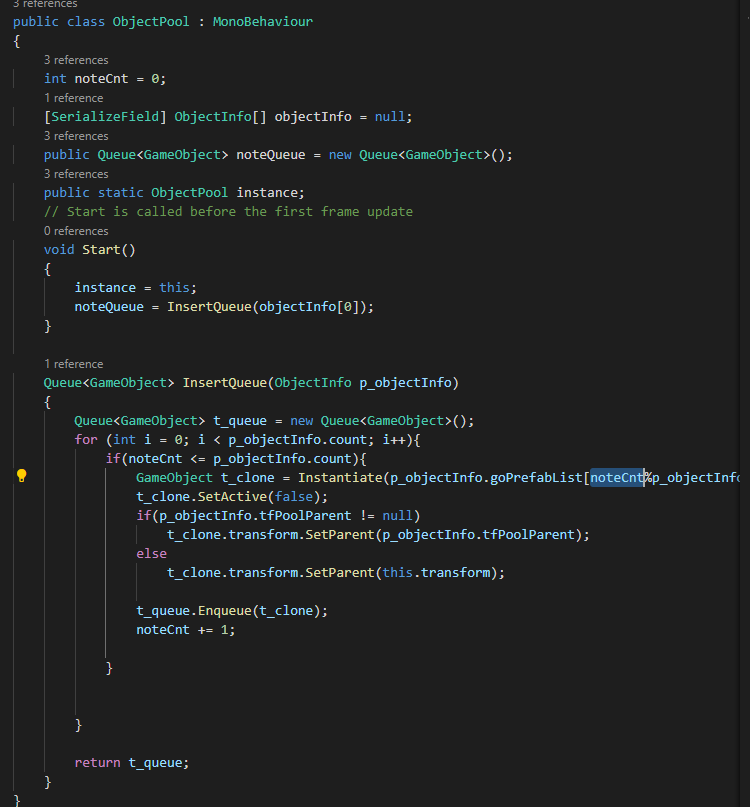 3 references
public class ObjectPool : MonoBehaviour
{
3 references
int noteCnt = 0;
1 reference
[SerializeField] ObjectInfo[] objectInfo = null;
3 references
public Queue<GameObject> noteQueue = new Queue<GameObject>();
3 references
public static ObjectPool instance;
// Start is called before the first frame update
0 references
void Start()
{
instance = this;
noteQueue = InsertQueue(objectInfo[0]);
}
1 reference
Queue<GameObject> InsertQueue(ObjectInfo p_objectInfo)
{
Queue<GameObject> t_queue = new Queue<GameObject>();
for (int i = 0; i < p_objectInfo.count; i++){
if(noteCnt <= p_objectInfo.count){
GameObject t_clone = Instantiate(p_objectInfo.goPrefabList[noteCnt%p_objectInfo
t_clone.SetActive(false);
if(p_objectInfo.tfPoolParent != null)
t_clone.transform.SetParent(p_objectInfo.tfPoolParent);
else
t_clone.transform.SetParent(this.transform);
t_queue.Enqueue(t_clone);
noteCnt += 1;
}
}
return t_queue;
}
}